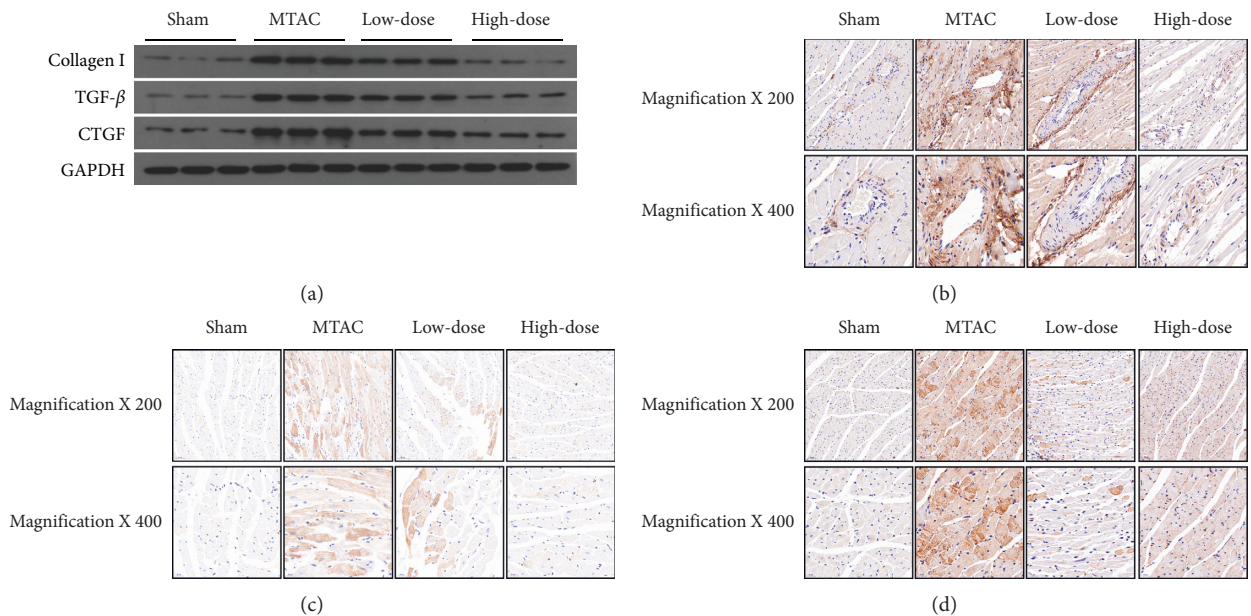 Sham MTAC Low-dose High-dose
Collagen I
TGF-β
CTGF
GAPDH
(a)
Sham MTAC Low-dose High-dose
Magnification X 200
Magnification X 400
(b)
Sham MTAC Low-dose High-dose
Magnification X 200
Magnification X 400
(c)
Sham MTAC Low-dose High-dose
Magnification X 200
Magnification X 400
(d)